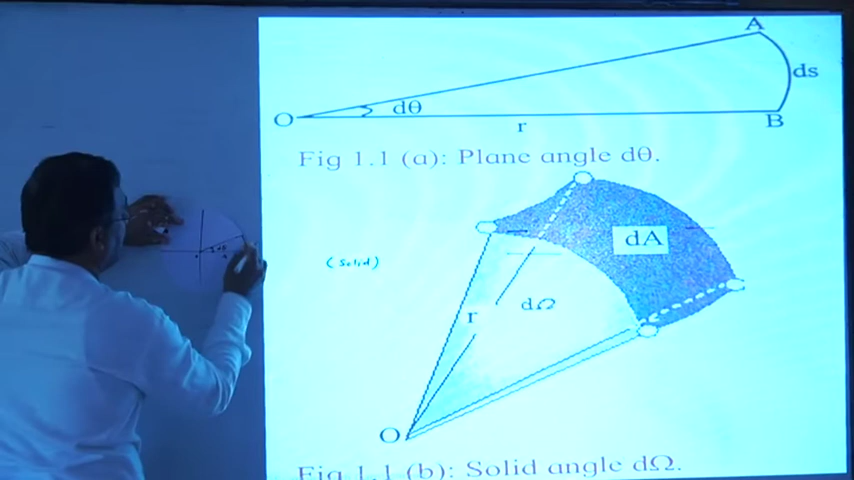 A
ds
dθ
O
B
r
Fig 1.1 (a): Plane angle dθ.
dA
(Solid)
dΩ
r
O
Fig 1.1 (b): Solid angle dΩ.